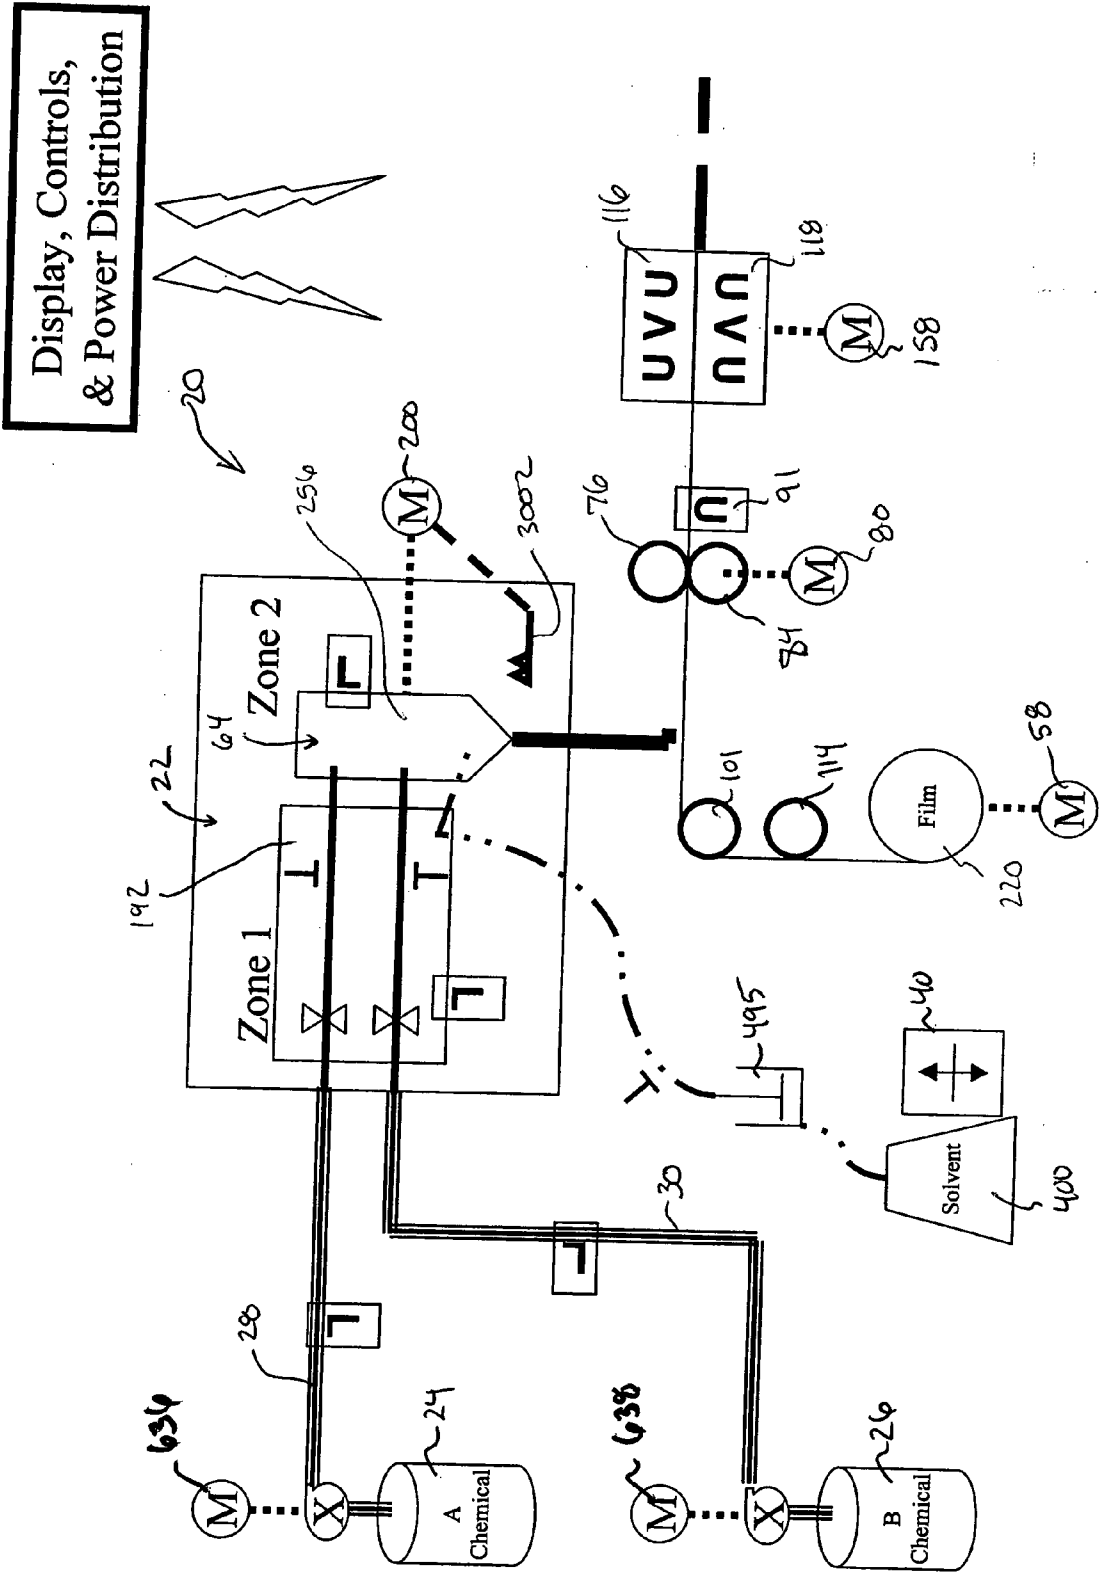 Display, Controls,
& Power Distribution
20
22
192
64
Zone 1
Zone 2
T
T
L
L
256
M
200
3002
634
M
X
28
L
24
A
Chemical
638
M
X
30
L
26
B
Chemical
T
495
Solvent
400
40
101
114
Film
220
M
58
76
84
M
80
U
91
U V U
116
U V U
118
M
158